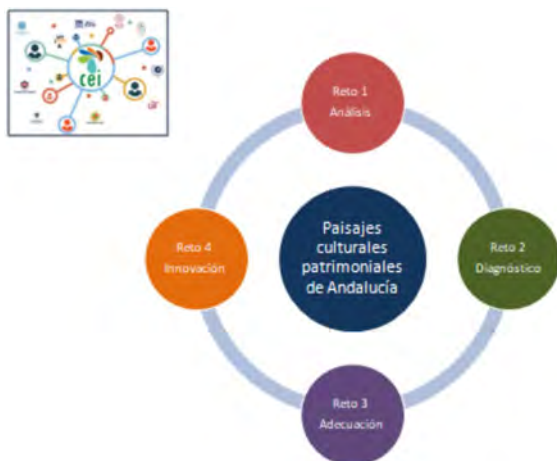 cei
Reto 1
Análisis
Paisajes
culturales
patrimoniales
de Andalucía
Reto 4
Innovación
Reto 2
Diagnóstico
Reto 3
Adecuación